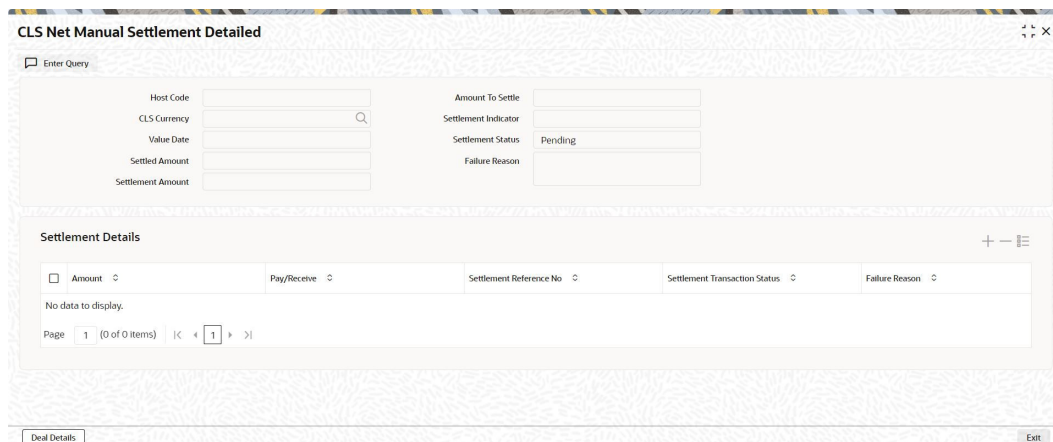 CLS Net Manual Settlement Detailed
Enter Query
Host Code
CLS Currency
Value Date
Settled Amount
Settlement Amount
Amount To Settle
Settlement Indicator
Settlement Status Pending
Failure Reason
Settlement Details
Amount Pay/Receive Settlement Reference No Settlement Transaction Status Failure Reason
No data to display.
Page 1 (0 of 0 items) 1
Deal Details Exit